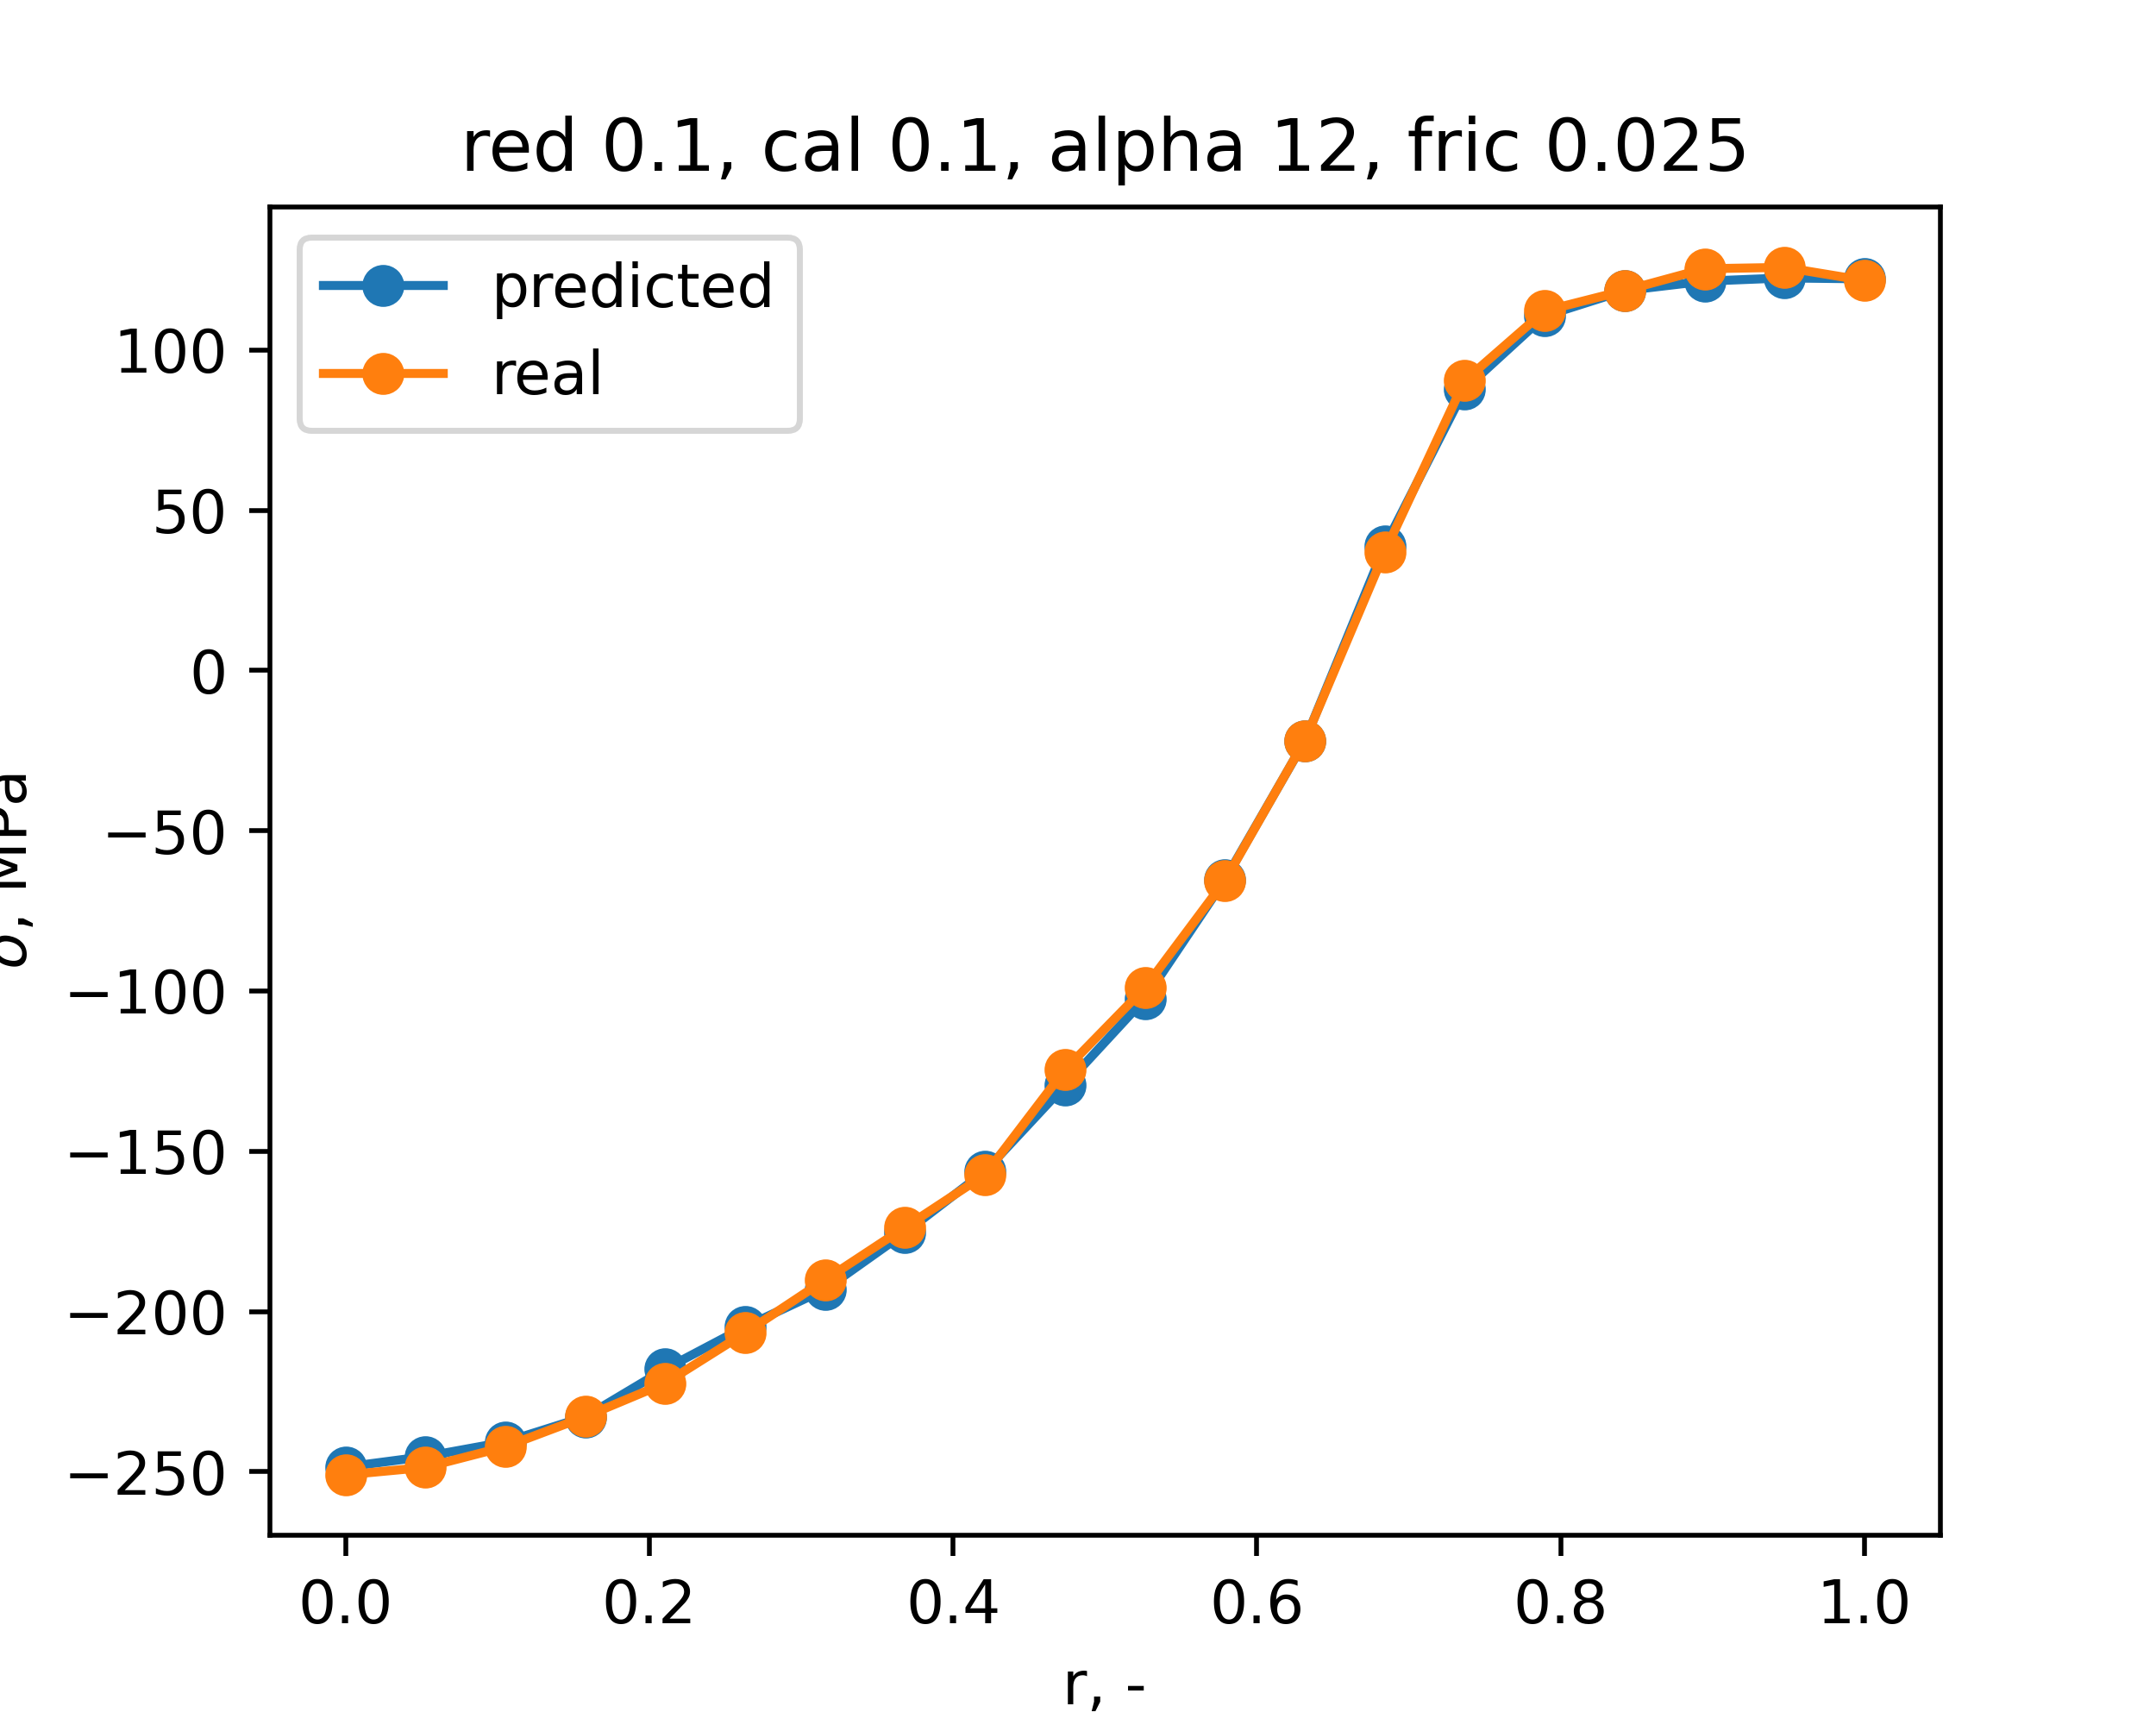 red 0.1, cal 0.1, alpha 12, fric 0.025
predicted
real
100
50
0
−50
−100
−150
−200
−250
σ, MPa
0.0 0.2 0.4 0.6 0.8 1.0
r, -